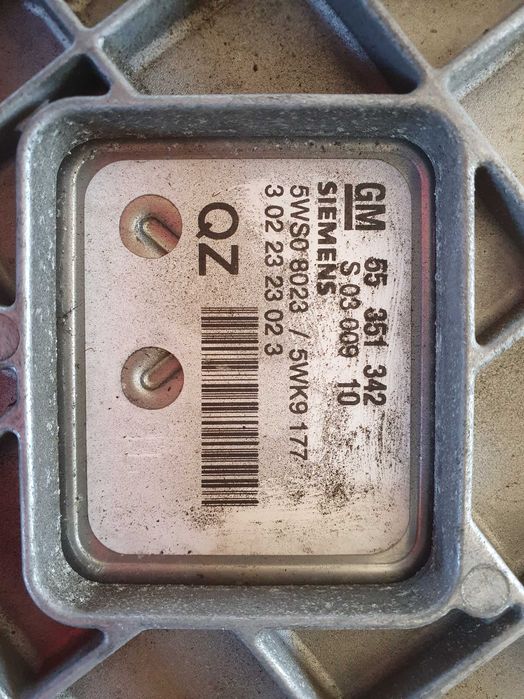 GM 55 351 342
S 03 009 10
SIEMENS
5WS0 8023 / 5WK9 177
3 02 23 23 02 3
QZ